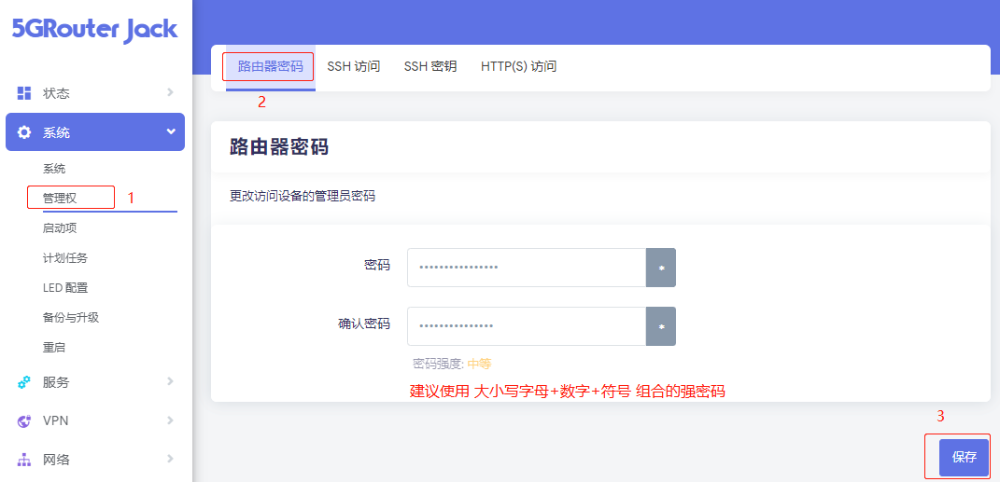 5GRouter Jack
状态
系统
系统
管理权
1
启动项
计划任务
LED 配置
备份与升级
重启
服务
VPN
网络
路由器密码 SSH 访问 SSH 密钥 HTTP(S) 访问
2
路由器密码
更改访问设备的管理员密码
密码 •••••••••••••••• *
确认密码 ••••••••••••••• *
密码强度: 中等
建议使用 大小写字母+数字+符号 组合的强密码
3
保存